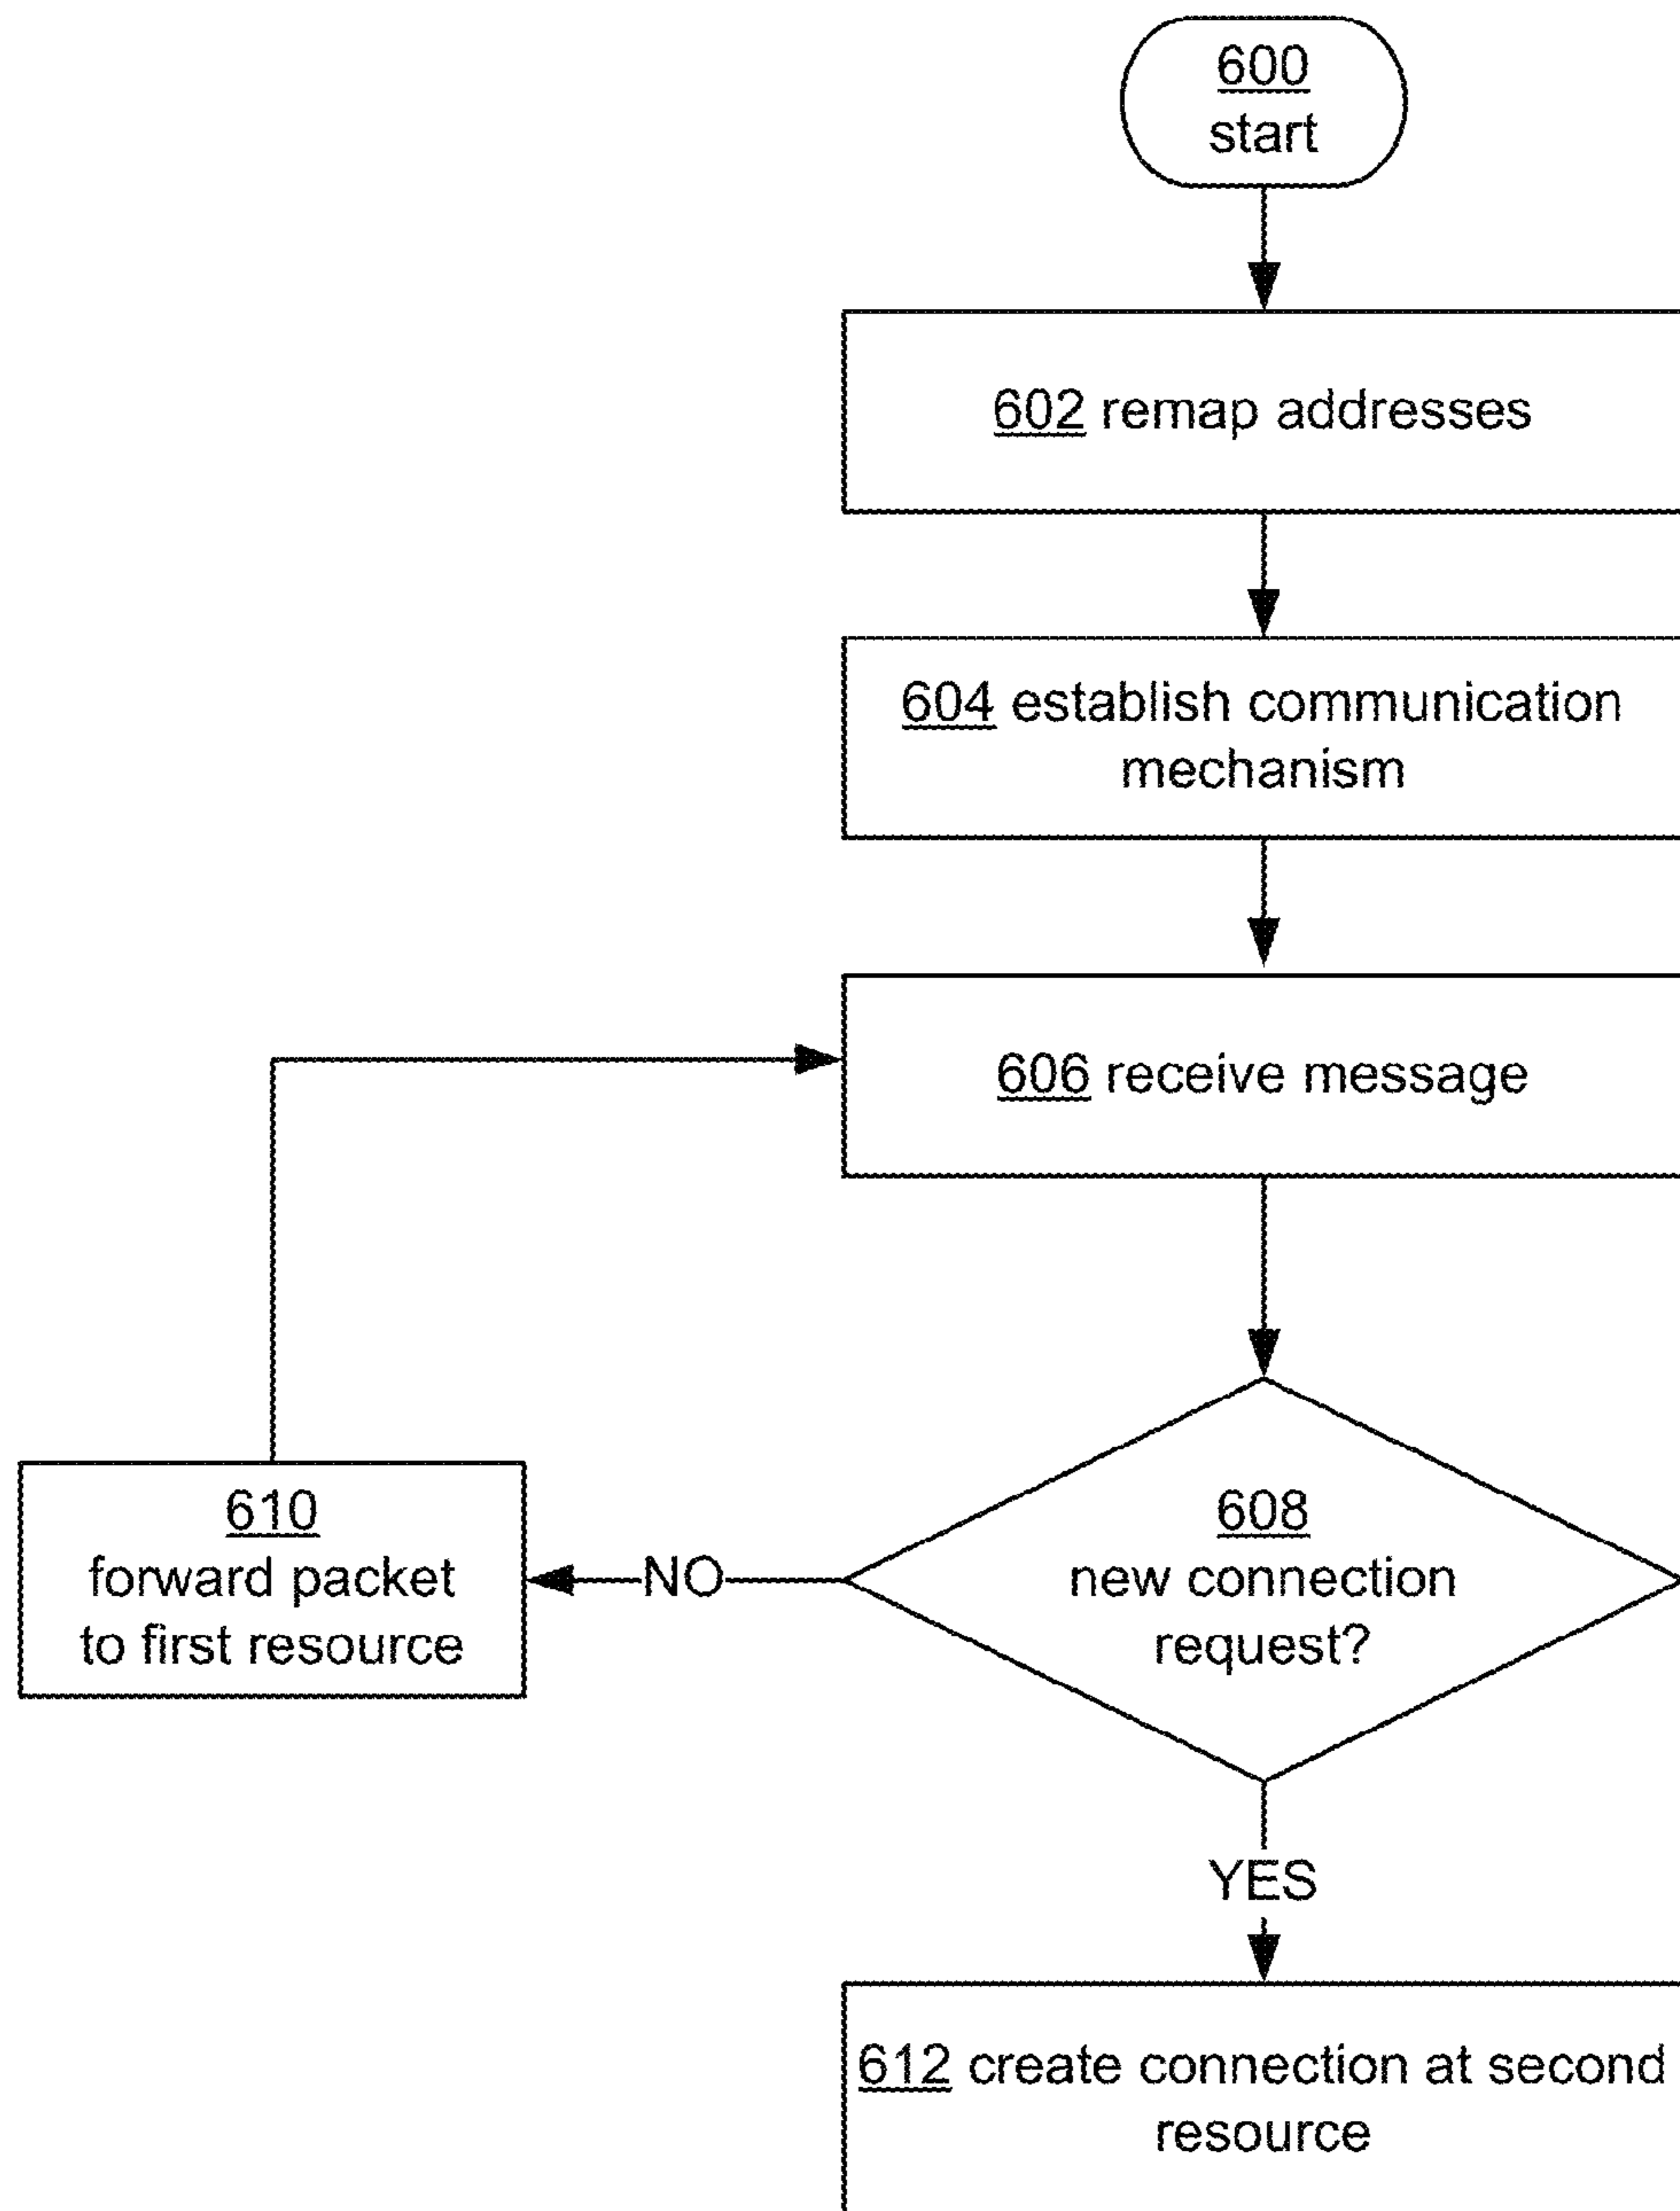 600
start
602 remap addresses
604 establish communication
mechanism
606 receive message
608
new connection
request?
NO
610
forward packet
to first resource
YES
612 create connection at second
resource